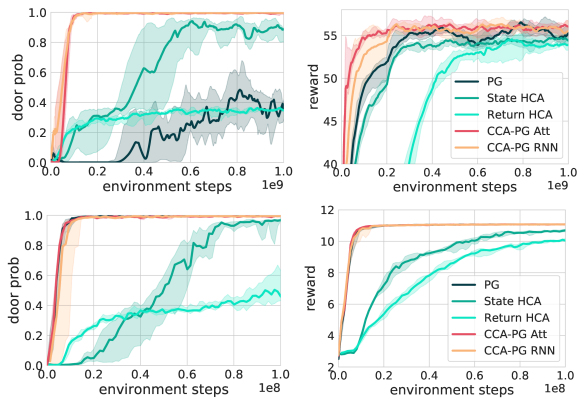 1.0
0.8
0.6
0.4
0.2
0.0
door prob
0.0 0.2 0.4 0.6 0.8 1.0
environment steps 1e9
55
50
45
40
reward
PG
State HCA
Return HCA
CCA-PG Att
CCA-PG RNN
0.0 0.2 0.4 0.6 0.8 1.0
environment steps 1e9
1.0
0.8
0.6
0.4
0.2
0.0
door prob
0.0 0.2 0.4 0.6 0.8 1.0
environment steps 1e8
12
10
8
6
4
2
reward
PG
State HCA
Return HCA
CCA-PG Att
CCA-PG RNN
0.0 0.2 0.4 0.6 0.8 1.0
environment steps 1e8